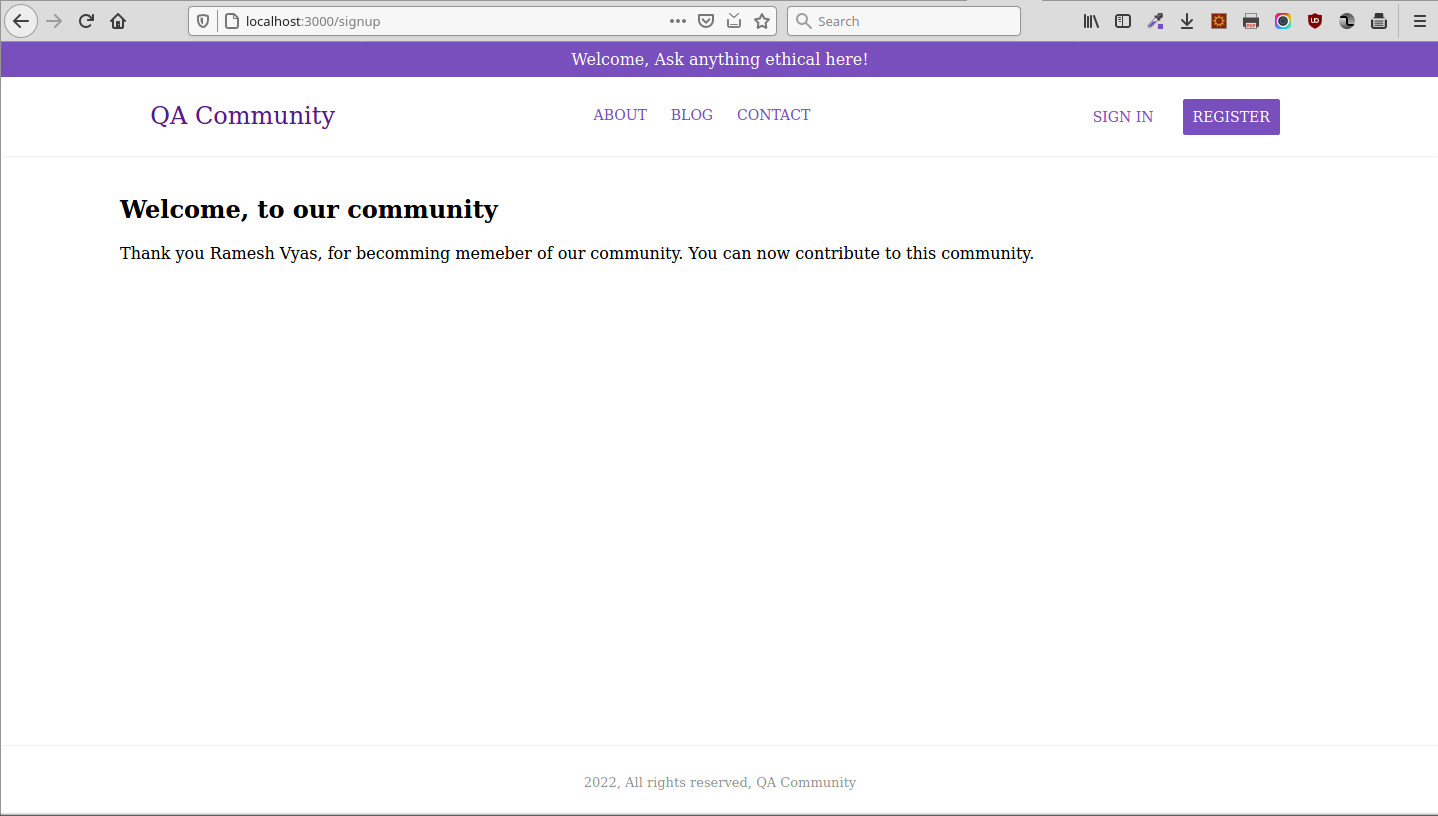 localhost:3000/signup
Search
Welcome, Ask anything ethical here!
QA Community
ABOUT BLOG CONTACT
SIGN IN REGISTER
Welcome, to our community
Thank you Ramesh Vyas, for becomming memeber of our community. You can now contribute to this community.
2022, All rights reserved, QA Community